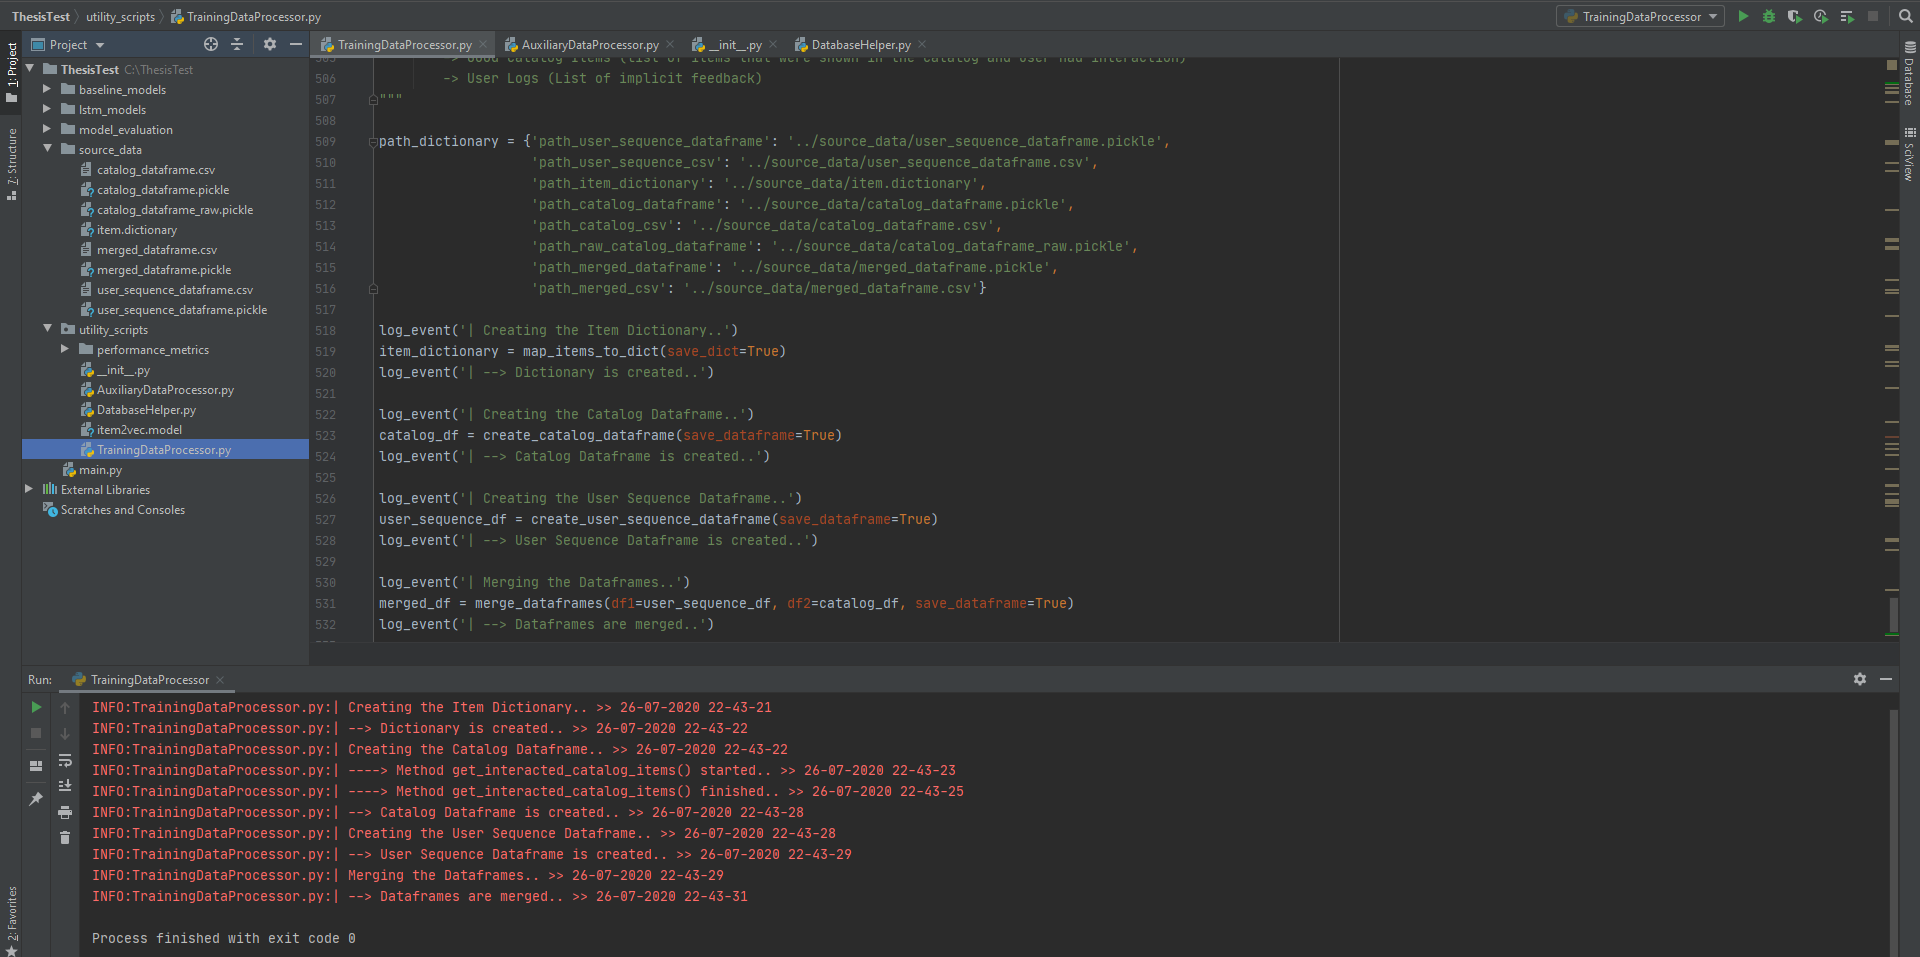 ThesisTest utility_scripts TrainingDataProcessor.py
TrainingDataProcessor
1: Project
7: Structure
2: Favorites
Project
ThesisTest C:\ThesisTest
baseline_models
lstm_models
model_evaluation
source_data
catalog_dataframe.csv
catalog_dataframe.pickle
catalog_dataframe_raw.pickle
item.dictionary
merged_dataframe.csv
merged_dataframe.pickle
user_sequence_dataframe.csv
user_sequence_dataframe.pickle
utility_scripts
performance_metrics
__init__.py
AuxiliaryDataProcessor.py
DatabaseHelper.py
item2vec.model
TrainingDataProcessor.py
main.py
External Libraries
Scratches and Consoles
TrainingDataProcessor.py AuxiliaryDataProcessor.py __init__.py DatabaseHelper.py
505 -> Good Catalog Items (List of items that were shown in the catalog and user had interaction)
506 -> User Logs (List of implicit feedback)
507 """
508
509 path_dictionary = {'path_user_sequence_dataframe': '../source_data/user_sequence_dataframe.pickle',
510 'path_user_sequence_csv': '../source_data/user_sequence_dataframe.csv',
511 'path_item_dictionary': '../source_data/item.dictionary',
512 'path_catalog_dataframe': '../source_data/catalog_dataframe.pickle',
513 'path_catalog_csv': '../source_data/catalog_dataframe.csv',
514 'path_raw_catalog_dataframe': '../source_data/catalog_dataframe_raw.pickle',
515 'path_merged_dataframe': '../source_data/merged_dataframe.pickle',
516 'path_merged_csv': '../source_data/merged_dataframe.csv'}
517
518 log_event('| Creating the Item Dictionary..')
519 item_dictionary = map_items_to_dict(save_dict=True)
520 log_event('| --> Dictionary is created..')
521
522 log_event('| Creating the Catalog Dataframe..')
523 catalog_df = create_catalog_dataframe(save_dataframe=True)
524 log_event('| --> Catalog Dataframe is created..')
525
526 log_event('| Creating the User Sequence Dataframe..')
527 user_sequence_df = create_user_sequence_dataframe(save_dataframe=True)
528 log_event('| --> User Sequence Dataframe is created..')
529
530 log_event('| Merging the Dataframes..')
531 merged_df = merge_dataframes(df1=user_sequence_df, df2=catalog_df, save_dataframe=True)
532 log_event('| --> Dataframes are merged..')
Database
SciView
Run: TrainingDataProcessor
INFO:TrainingDataProcessor.py:| Creating the Item Dictionary.. >> 26-07-2020 22-43-21
INFO:TrainingDataProcessor.py:| --> Dictionary is created.. >> 26-07-2020 22-43-22
INFO:TrainingDataProcessor.py:| Creating the Catalog Dataframe.. >> 26-07-2020 22-43-22
INFO:TrainingDataProcessor.py:| ----> Method get_interacted_catalog_items() started.. >> 26-07-2020 22-43-23
INFO:TrainingDataProcessor.py:| ----> Method get_interacted_catalog_items() finished.. >> 26-07-2020 22-43-25
INFO:TrainingDataProcessor.py:| --> Catalog Dataframe is created.. >> 26-07-2020 22-43-28
INFO:TrainingDataProcessor.py:| Creating the User Sequence Dataframe.. >> 26-07-2020 22-43-28
INFO:TrainingDataProcessor.py:| --> User Sequence Dataframe is created.. >> 26-07-2020 22-43-29
INFO:TrainingDataProcessor.py:| Merging the Dataframes.. >> 26-07-2020 22-43-29
INFO:TrainingDataProcessor.py:| --> Dataframes are merged.. >> 26-07-2020 22-43-31
Process finished with exit code 0